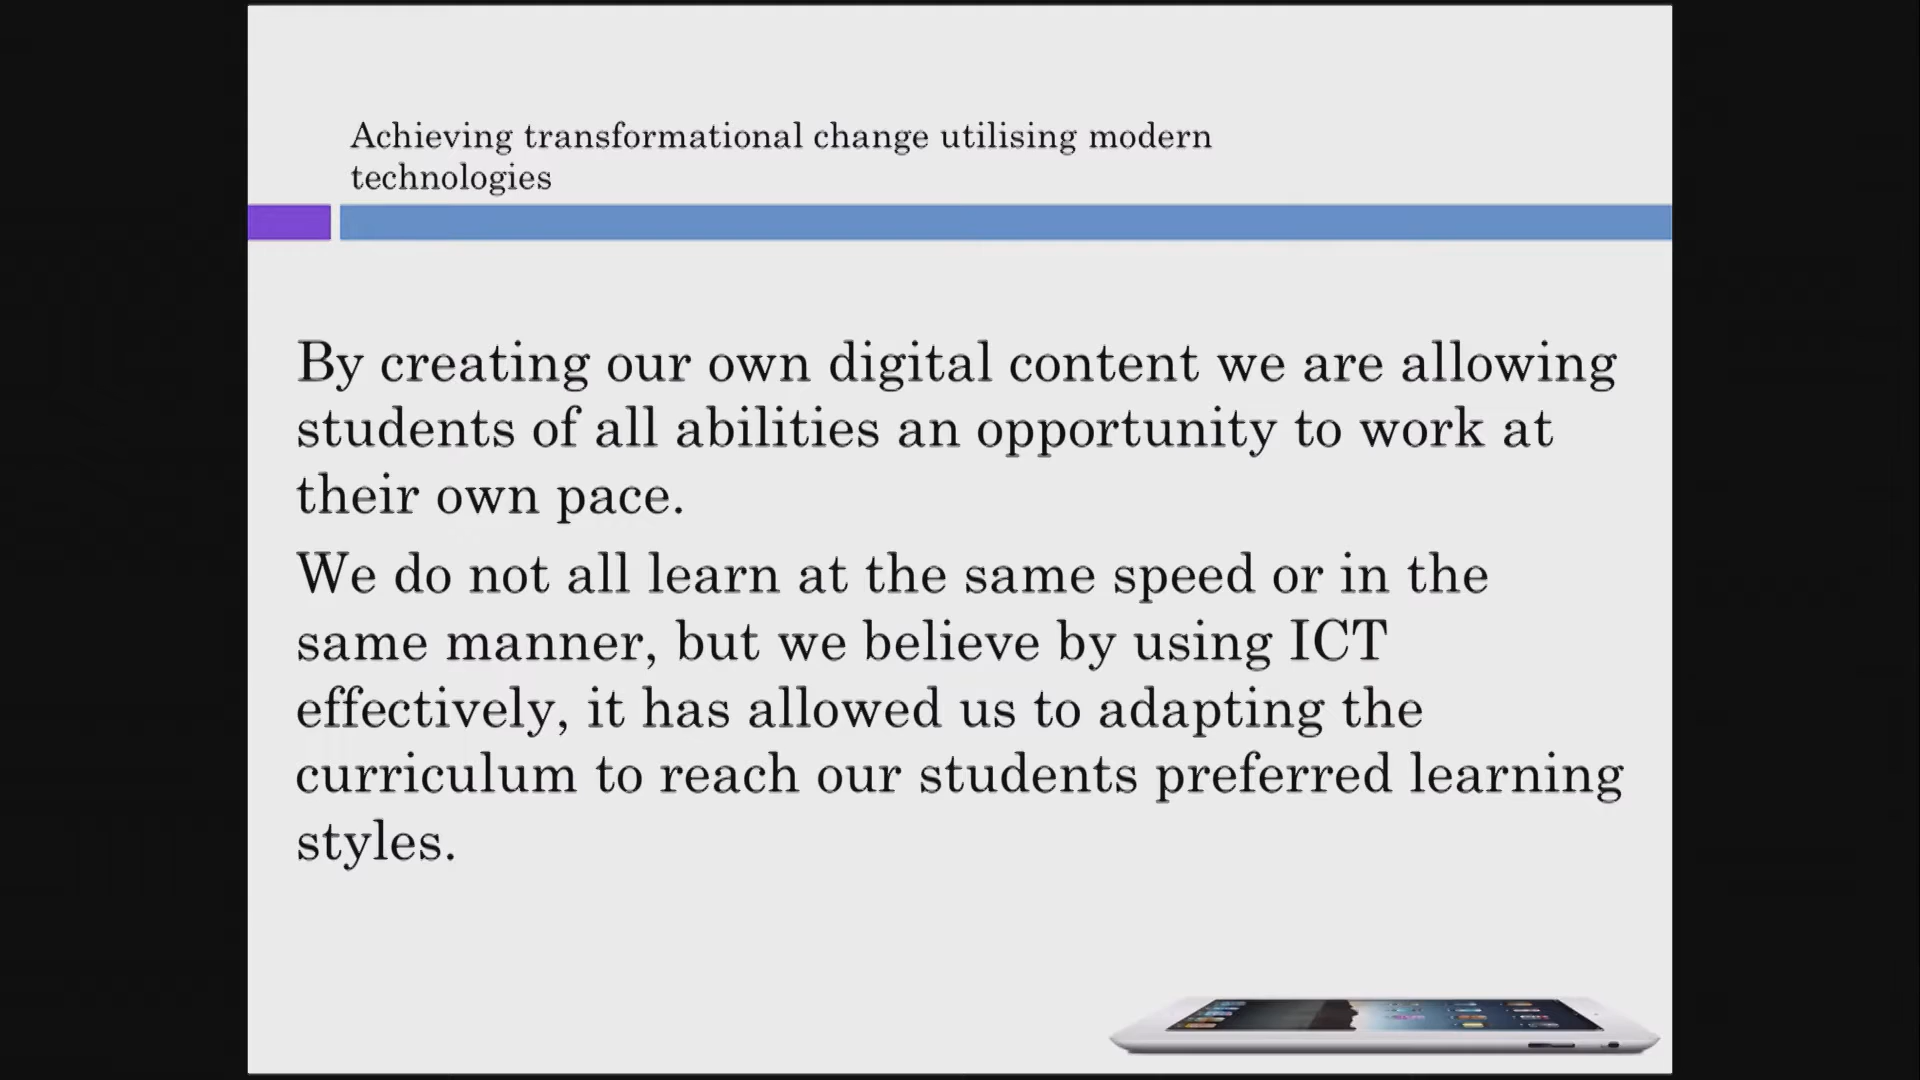 Achieving transformational change utilising modern
technologies
By creating our own digital content we are allowing
students of all abilities an opportunity to work at
their own pace.
We do not all learn at the same speed or in the
same manner, but we believe by using ICT
effectively, it has allowed us to adapting the
curriculum to reach our students preferred learning
styles.